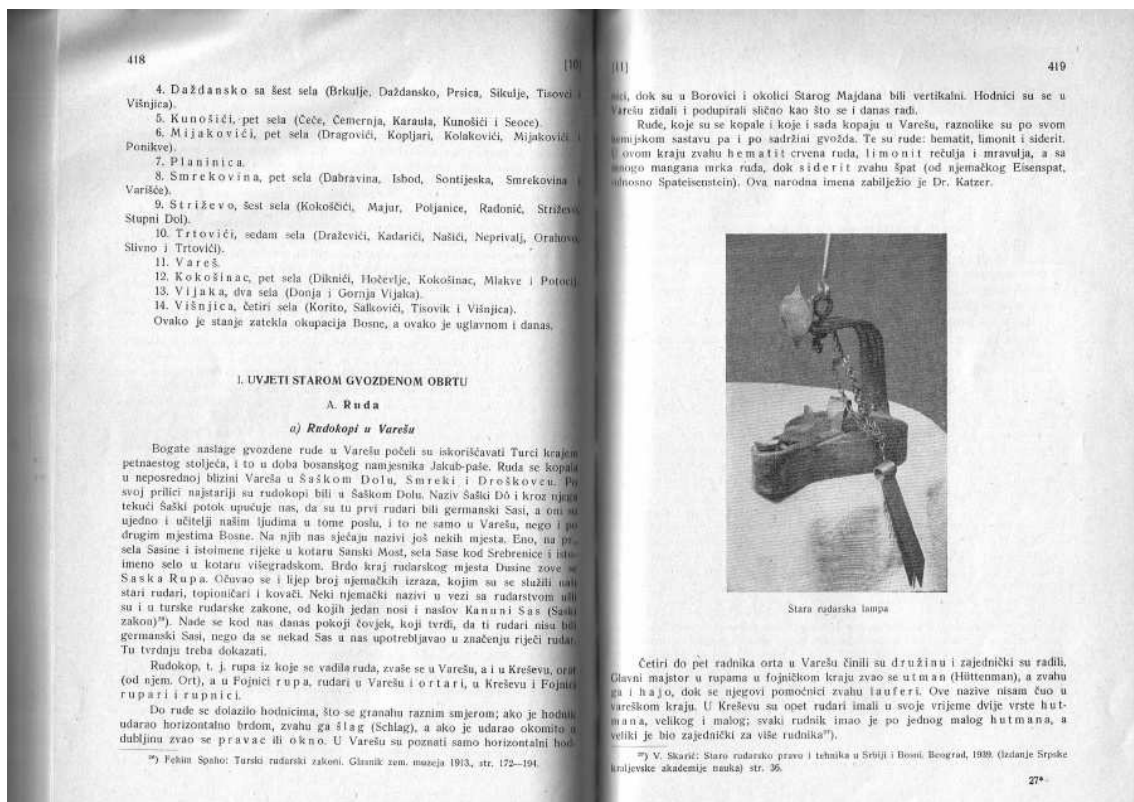 418
[10]
4. Daždansko sa šest sela (Brkulje, Daždansko, Prsica, Sikulje, Tisovci i
Višnjica).
5. Kunošići, pet sela (Čeče, Čemernja, Karaula, Kunošići i Seoce).
6. Mijakovići, pet sela (Dragovići, Kopljari, Kolakovići, Mijakovići i
Ponikve).
7. Planinica.
8. Smrekovina, pet sela (Dabravina, Ishod, Sontijeska, Smrekovina i
Varišće).
9. Striževo, šest sela (Kokoščići, Majur, Poljanice, Radonić, Striževo,
Stupni Dol).
10. Trtovići, sedam sela (Draževići, Kadarići, Našići, Neprivalj, Orahovo,
Slivno i Trtovići).
11. Vareš.
12. Kokošinac, pet sela (Diknići, Hočevlje, Kokošinac, Mlakve i Potoci).
13. Vijaka, dva sela (Donja i Gornja Vijaka).
14. Višnjica, četiri sela (Korito, Salkovići, Tisovik i Višnjica).
Ovako je stanje zatekla okupacija Bosne, a ovako je uglavnom i danas.
I. UVJETI STAROM GVOZDENOM OBRTU
A. Ruda
a) Rudokopi u Varešu
Bogate naslage gvozdene rude u Varešu počeli su iskorišćavati Turci krajem
petnaestog stoljeća, i to u doba bosanskog namjesnika Jakub-paše. Ruda se kopala
u neposrednoj blizini Vareša u Šaškom Dolu, Smreki i Droškovcu. Po
svoj prilici najstariji su rudokopi bili u Šaškom Dolu. Naziv Šaški Dô i kroz njega
tekući Šaški potok upućuje nas, da su tu prvi rudari bili germanski Sasi, a oni su
ujedno i učitelji našim ljudima u tome poslu, i to ne samo u Varešu, nego i po
drugim mjestima Bosne. Na njih nas sjećaju nazivi još nekih mjesta. Eno, na pr.
sela Sasine i istoimene rijeke u kotaru Sanski Most, sela Sase kod Srebrenice i isto-
imeno selo u kotaru višegradskom. Brdo kraj rudarskog mjesta Dusine zove se
Saska Rupa. Očuvao se i lijep broj njemačkih izraza, kojim su se služili naši
stari rudari, topioničari i kovači. Neki njemački nazivi u vezi sa rudarstvom ušli
su i u turske rudarske zakone, od kojih jedan nosi i naslov Kanuni Sas (Saski
zakon)²⁶). Nađe se kod nas danas pokoji čovjek, koji tvrdi, da ti rudari nisu bili
germanski Sasi, nego da se nekad Sas u nas upotrebljavao u značenju riječi rudar.
Tu tvrdnju treba dokazati.
Rudokop, t. j. rupa iz koje se vadila ruda, zvaše se u Varešu, a i u Kreševu, orat
(od njem. Ort), a u Fojnici rupa, rudari u Varešu i ortari, u Kreševu i Fojnici
rupari i rupnici.
Do rude se dolazilo hodnicima, što se granahu raznim smjerom; ako je hodnik
udarao horizontalno brdom, zvahu ga šlag (Schlag), a ako je udarao okomito u
dubljinu zvao se pravac ili okno. U Varešu su poznati samo horizontalni hod-
²⁶) Fehim Spaho: Turski rudarski zakoni. Glasnik zem. muzeja 1913., str. 172—194.
[11]
419
nici, dok su u Borovici i okolici Starog Majdana bili vertikalni. Hodnici su se u
Varešu zidali i podupirali slično kao što se i danas radi.
Rude, koje su se kopale i koje i sada kopaju u Varešu, raznolike su po svom
hemijskom sastavu pa i po sadržini gvožđa. Te su rude: hematit, limonit i siderit.
U ovom kraju zvahu hematit crvena ruda, limonit rečulja i mravulja, a sa
mnogo mangana mrka ruda, dok siderit zvahu špat (od njemačkog Eisenspat,
odnosno Spateisenstein). Ova narodna imena zabilježio je Dr. Katzer.
Stara rudarska lampa
Četiri do pet radnika orta u Varešu činili su družinu i zajednički su radili.
Glavni majstor u rupama u fojničkom kraju zvao se utman (Hüttenman), a zvahu
ga i hajo, dok se njegovi pomoćnici zvahu lauferi. Ove nazive nisam čuo u
vareškom kraju. U Kreševu su opet rudari imali u svoje vrijeme dvije vrste hut-
mana, velikog i malog; svaki rudnik imao je po jednog malog hutmana, a
veliki je bio zajednički za više rudnika²⁷).
²⁷) V. Skarić: Staro rudarsko pravo i tehnika u Srbiji i Bosni. Beograd, 1939. (Izdanje Srpske
kraljevske akademije nauka) str. 36.
27*